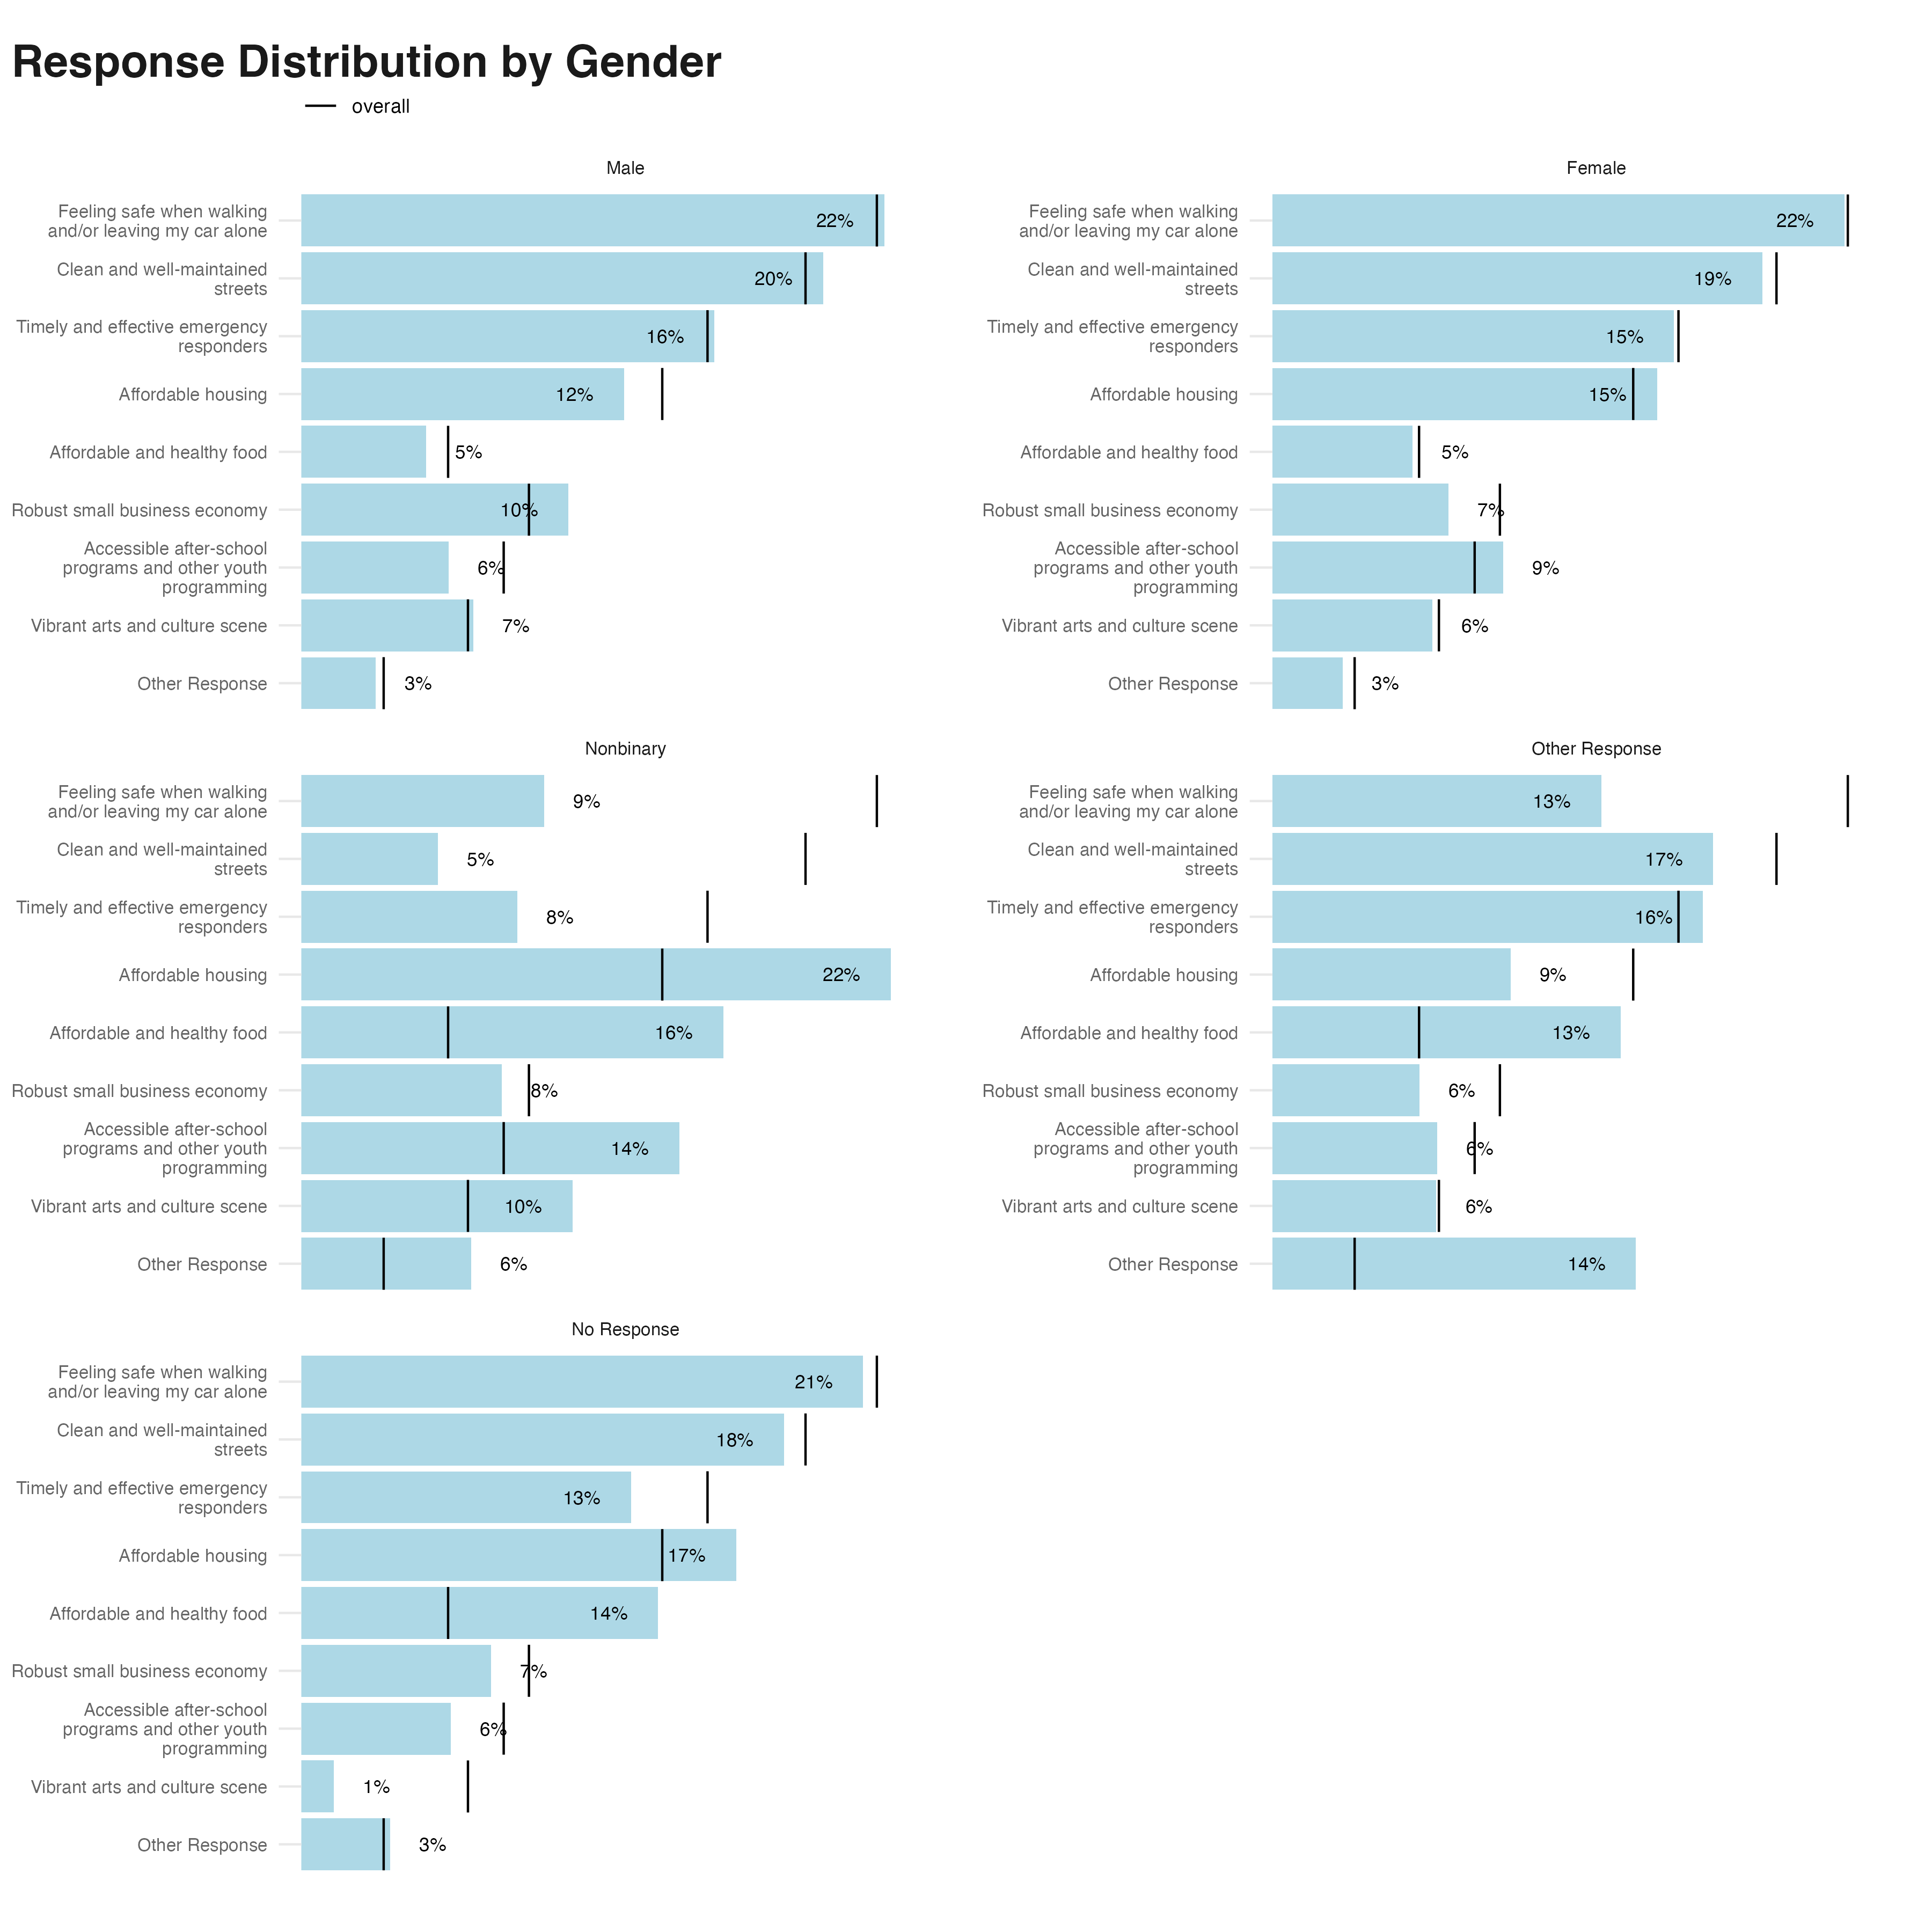 Response Distribution by Gender
overall
Male
Feeling safe when walking
and/or leaving my car alone
22%
Clean and well-maintained
streets
20%
Timely and effective emergency
responders
16%
Affordable housing
12%
Affordable and healthy food
5%
Robust small business economy
10%
Accessible after-school
programs and other youth
programming
6%
Vibrant arts and culture scene
7%
Other Response
3%
Female
Feeling safe when walking
and/or leaving my car alone
22%
Clean and well-maintained
streets
19%
Timely and effective emergency
responders
15%
Affordable housing
15%
Affordable and healthy food
5%
Robust small business economy
7%
Accessible after-school
programs and other youth
programming
9%
Vibrant arts and culture scene
6%
Other Response
3%
Nonbinary
Feeling safe when walking
and/or leaving my car alone
9%
Clean and well-maintained
streets
5%
Timely and effective emergency
responders
8%
Affordable housing
22%
Affordable and healthy food
16%
Robust small business economy
8%
Accessible after-school
programs and other youth
programming
14%
Vibrant arts and culture scene
10%
Other Response
6%
Other Response
Feeling safe when walking
and/or leaving my car alone
13%
Clean and well-maintained
streets
17%
Timely and effective emergency
responders
16%
Affordable housing
9%
Affordable and healthy food
13%
Robust small business economy
6%
Accessible after-school
programs and other youth
programming
6%
Vibrant arts and culture scene
6%
Other Response
14%
No Response
Feeling safe when walking
and/or leaving my car alone
21%
Clean and well-maintained
streets
18%
Timely and effective emergency
responders
13%
Affordable housing
17%
Affordable and healthy food
14%
Robust small business economy
7%
Accessible after-school
programs and other youth
programming
6%
Vibrant arts and culture scene
1%
Other Response
3%